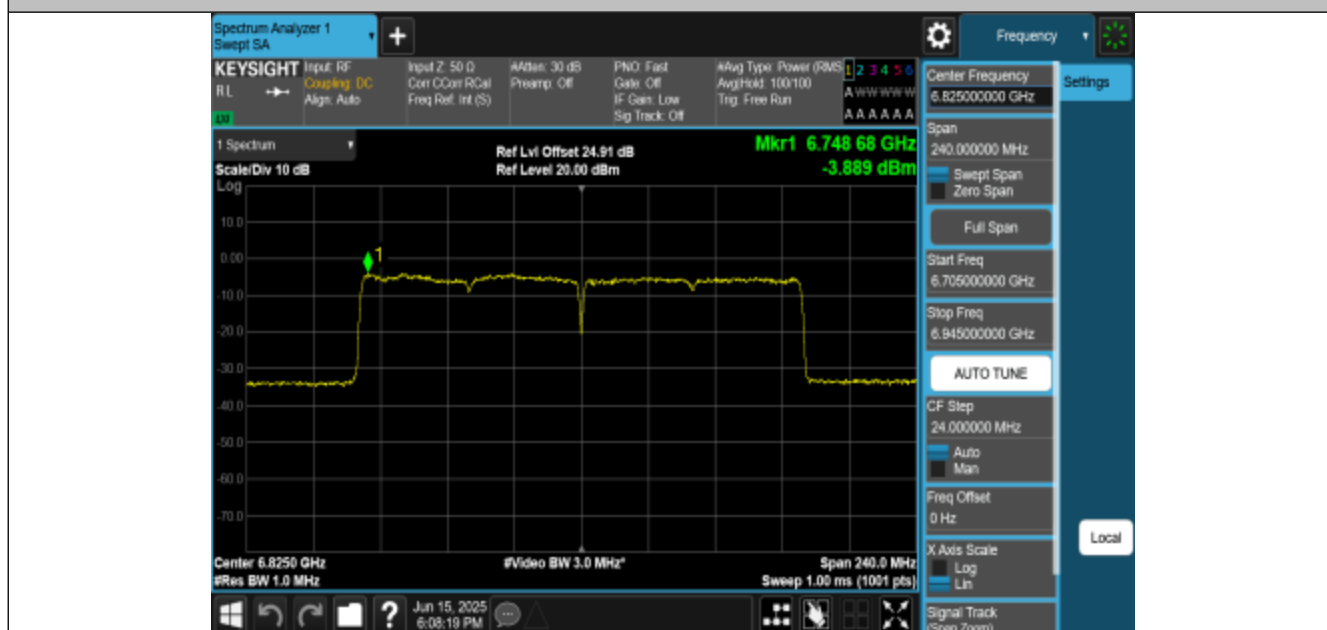 Spectrum Analyzer 1
Swept SA
+
Frequency
KEYSIGHT
RL
Input: RF
Coupling: DC
Align: Auto
Input Z: 50 Ω
Corr CCorr RCal
Freq Ref: Int (S)
#Atten: 30 dB
Preamp: Off
PNO: Fast
Gate: Off
IF Gain: Low
Sig Track: Off
#Avg Type: Power (RMS
Avg|Hold: 100/100
Trig: Free Run
1 2 3 4 5 6
A W W W W W
A A A A A A
1 Spectrum
Scale/Div 10 dB
Log
Ref Lvl Offset 24.91 dB
Ref Level 20.00 dBm
Mkr1 6.748 68 GHz
-3.889 dBm
1
10.0
0.00
-10.0
-20.0
-30.0
-40.0
-50.0
-60.0
-70.0
Center 6.8250 GHz
#Res BW 1.0 MHz
#Video BW 3.0 MHz*
Span 240.0 MHz
Sweep 1.00 ms (1001 pts)
Center Frequency
6.825000000 GHz
Settings
Span
240.000000 MHz
Swept Span
Zero Span
Full Span
Start Freq
6.705000000 GHz
Stop Freq
6.945000000 GHz
AUTO TUNE
CF Step
24.000000 MHz
Auto
Man
Freq Offset
0 Hz
X Axis Scale
Log
Lin
Local
Signal Track
(Span Zoom)
?
Jun 15, 2025
6:08:19 PM